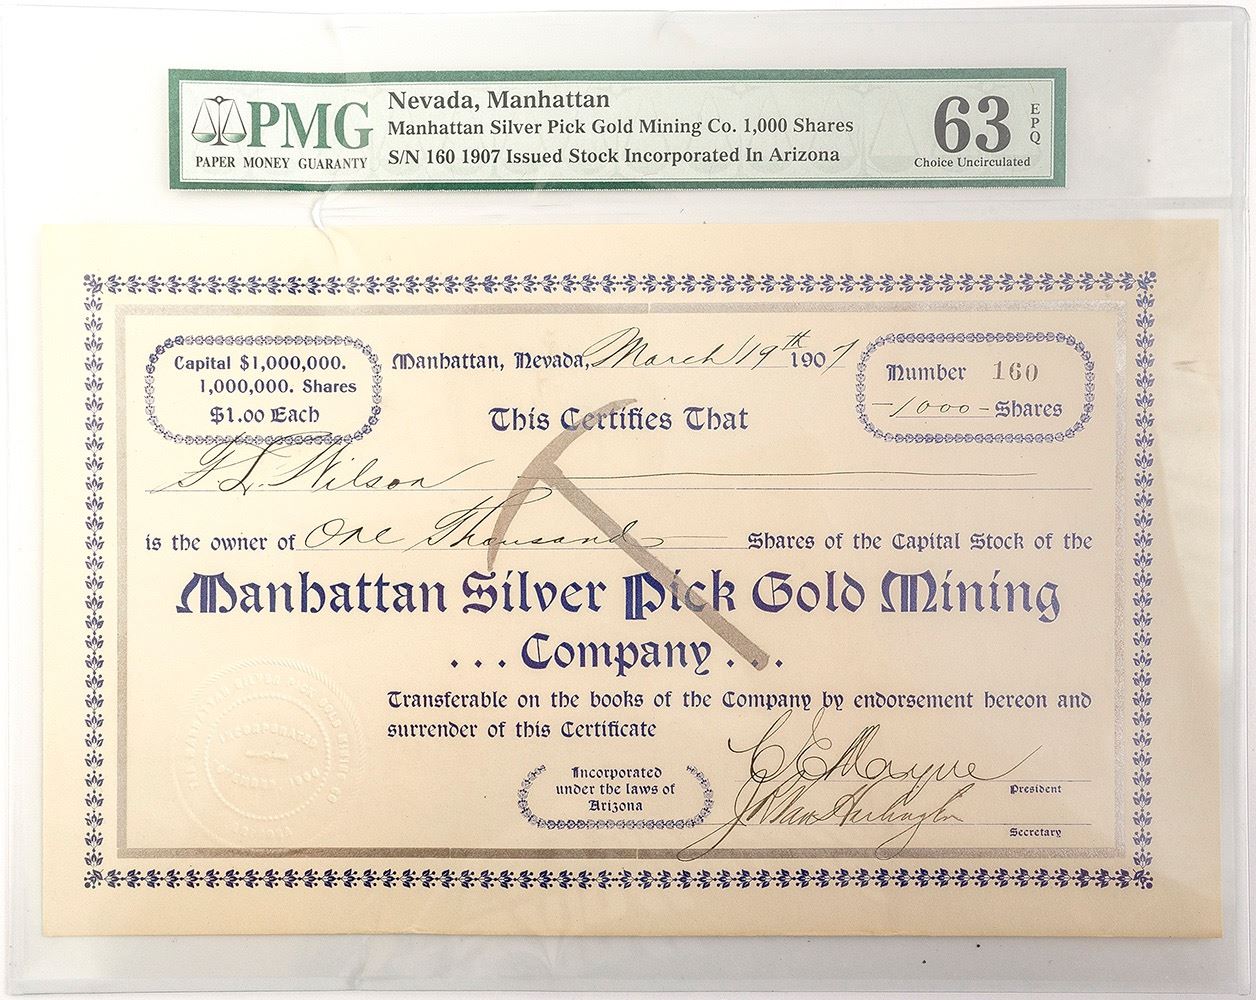 PMG
PAPER MONEY GUARANTY
Nevada, Manhattan
Manhattan Silver Pick Gold Mining Co. 1,000 Shares
S/N 160 1907 Issued Stock Incorporated In Arizona
63 EPQ
Choice Uncirculated
Capital $1,000,000.
1,000,000. Shares
$1.00 Each
Manhattan, Nevada, March 19th 1907
Number 160
-1000- Shares
This Certifies That
F. L. Wilson
is the owner of One Thousand Shares of the Capital Stock of the
Manhattan Silver Pick Gold Mining
... Company ...
Transferable on the books of the Company by endorsement hereon and
surrender of this Certificate
INCORPORATED
ARIZONA
Incorporated
under the laws of
Arizona
C E Mayne
President
Secretary